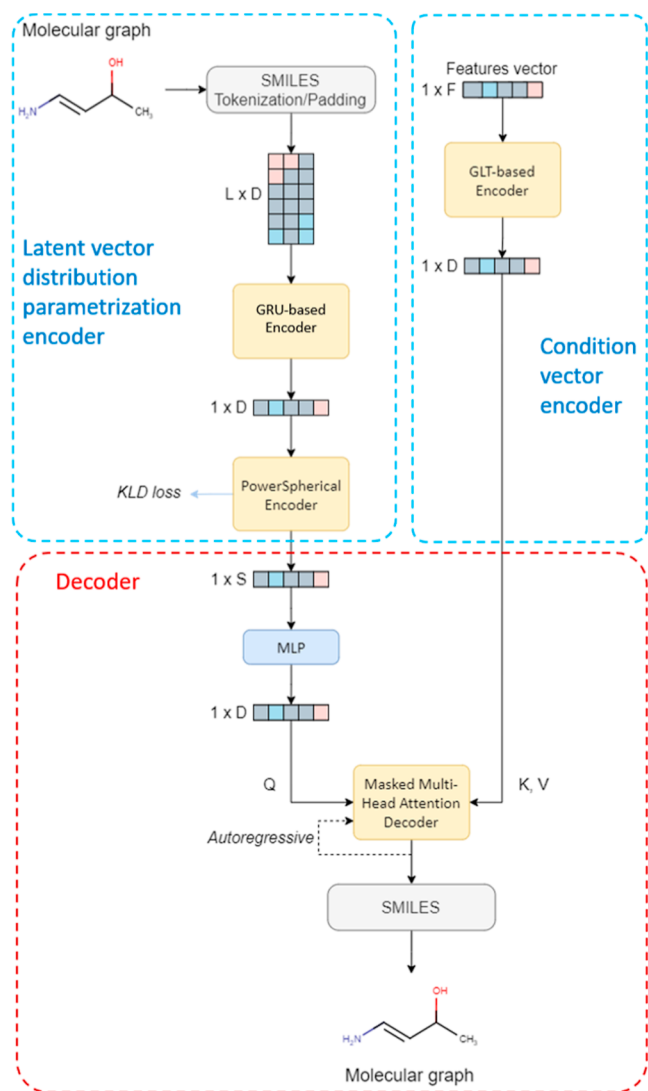 Molecular graph
OH
H₂N
CH₃
SMILES
Tokenization/Padding
L x D
Latent vector
distribution
parametrization
encoder
GRU-based
Encoder
1 x D
KLD loss
PowerSpherical
Encoder
Features vector
1 x F
GLT-based
Encoder
1 x D
Condition
vector
encoder
Decoder
1 x S
MLP
1 x D
Q
Masked Multi-
Head Attention
Decoder
K, V
Autoregressive
SMILES
OH
H₂N
CH₃
Molecular graph